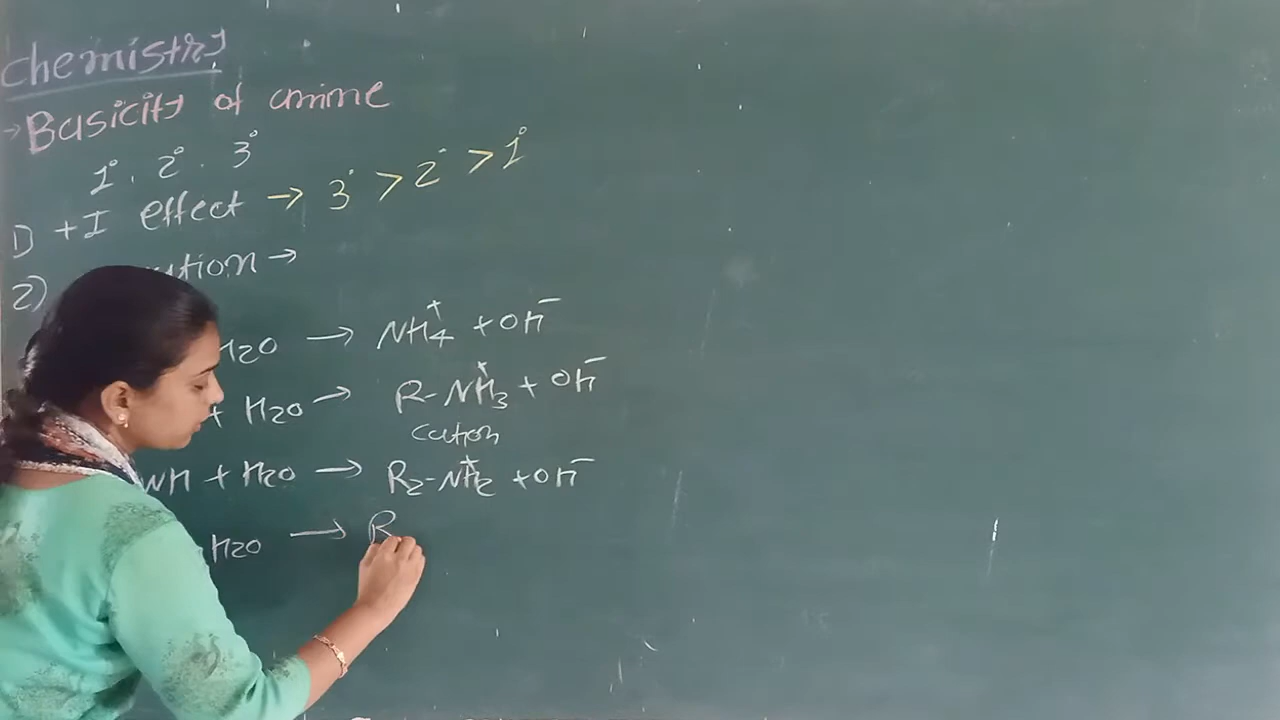 Chemistry
→ Basicity of amine
1°, 2°, 3°
1) +I effect → 3° > 2° > 1°
2) →
H2O → NH4+ + OH-
+ H2O → R-NH3+ + OH-
cation
NH + H2O → R2-NH2+ + OH-
H2O → R